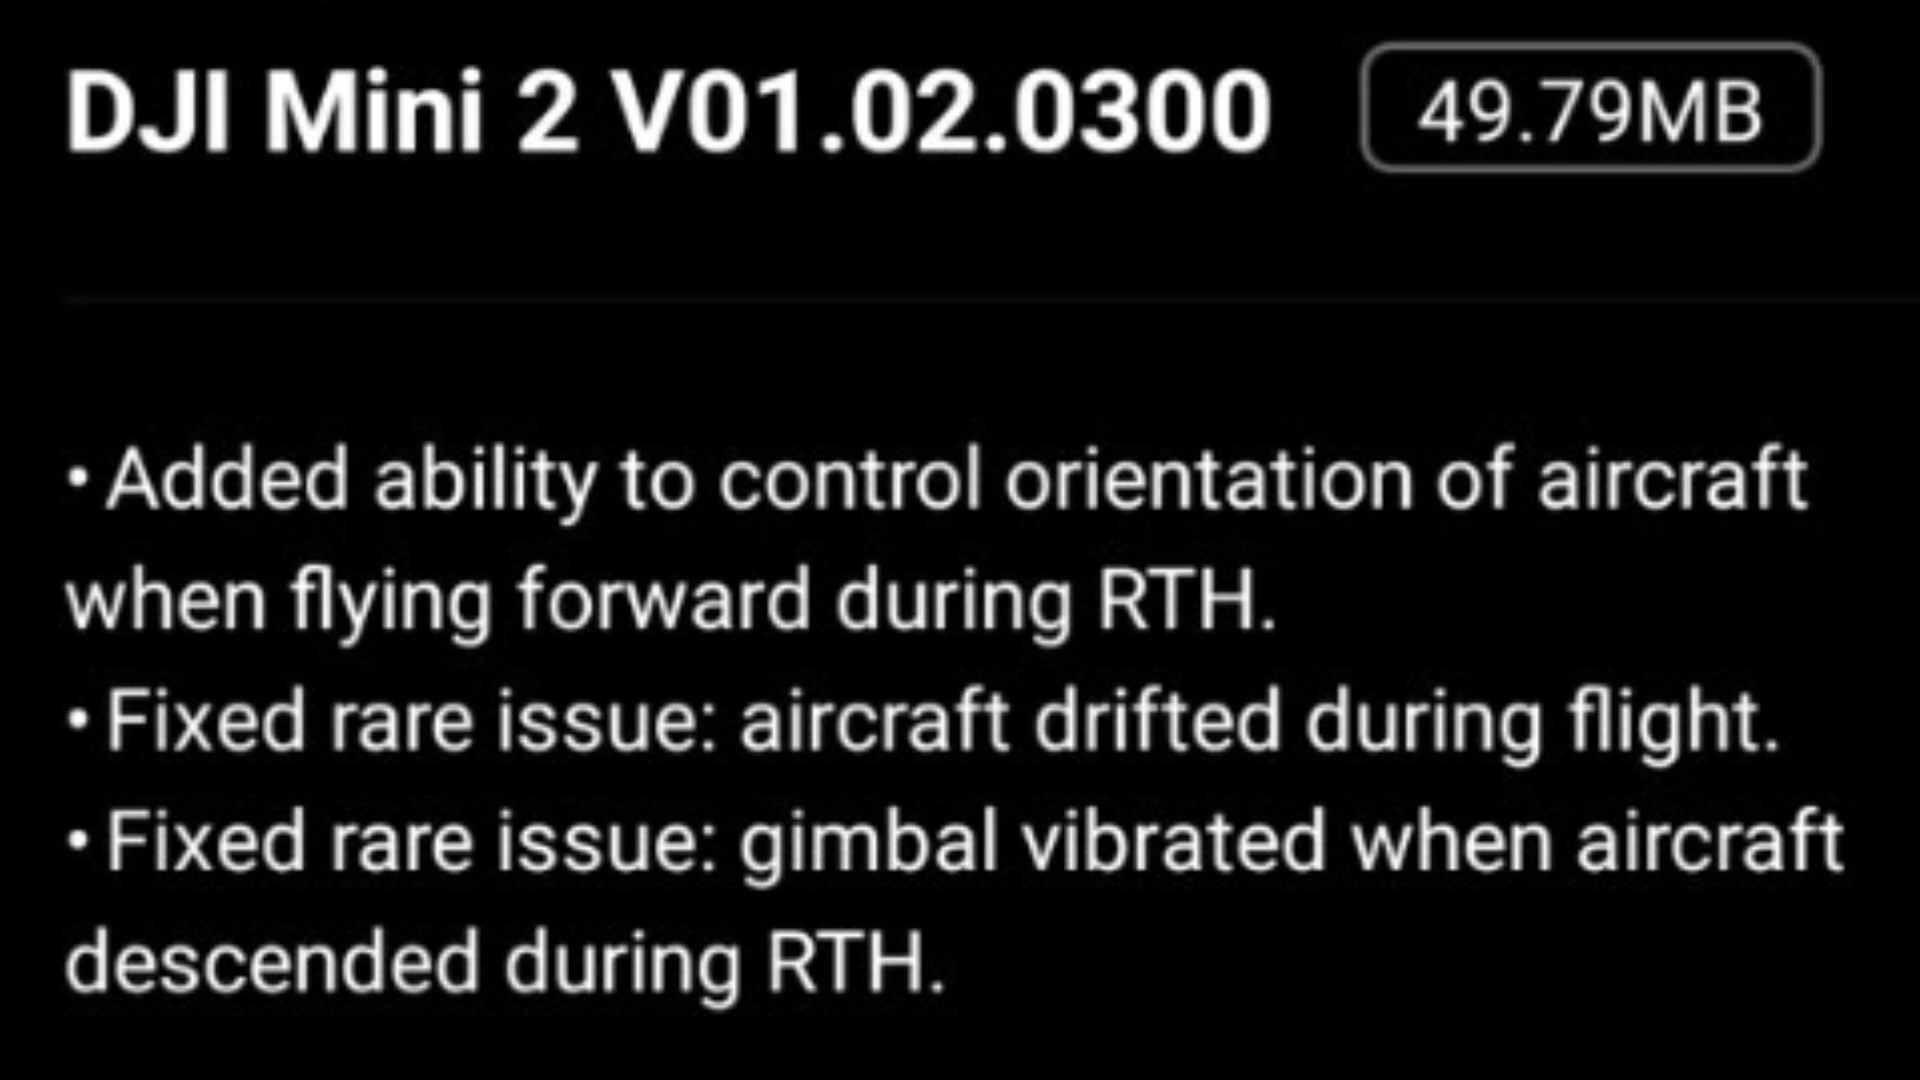 DJI Mini 2 V01.02.0300 49.79MB
• Added ability to control orientation of aircraft
when flying forward during RTH.
• Fixed rare issue: aircraft drifted during flight.
• Fixed rare issue: gimbal vibrated when aircraft
descended during RTH.